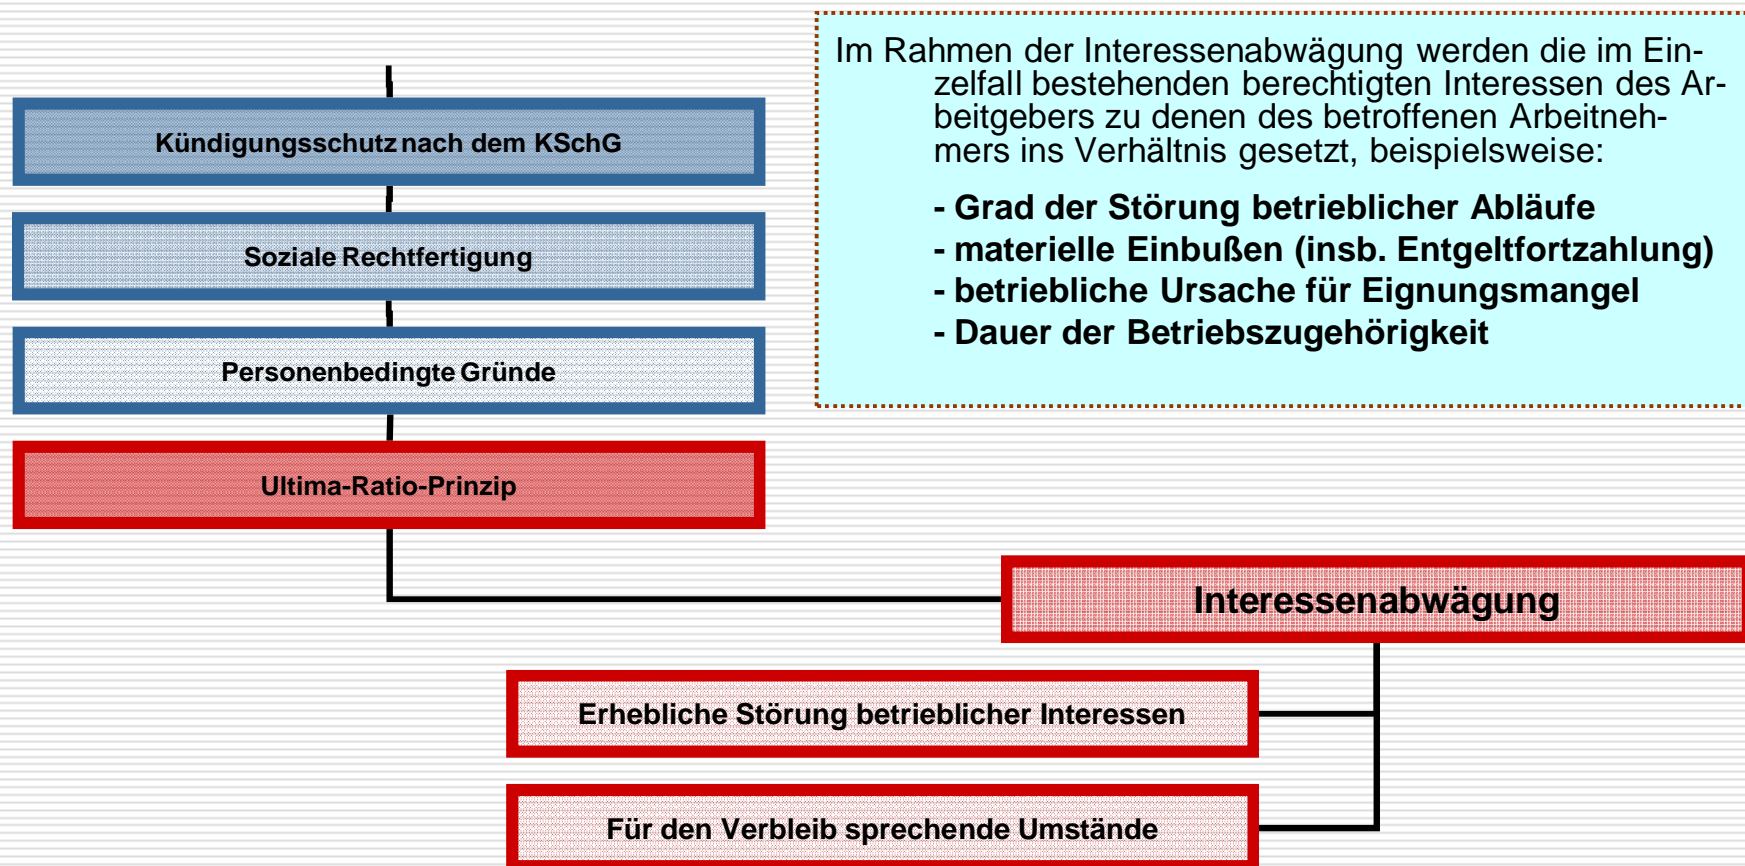 Im Rahmen der Interessenabwägung werden die im Ein-
zelfall bestehenden berechtigten Interessen des Ar-
beitgebers zu denen des betroffenen Arbeitneh-
mers ins Verhältnis gesetzt, beispielsweise:
- Grad der Störung betrieblicher Abläufe
- materielle Einbußen (insb. Entgeltfortzahlung)
- betriebliche Ursache für Eignungsmangel
- Dauer der Betriebszugehörigkeit
Kündigungsschutz nach dem KSchG
Soziale Rechtfertigung
Personenbedingte Gründe
Ultima-Ratio-Prinzip
Interessenabwägung
Erhebliche Störung betrieblicher Interessen
Für den Verbleib sprechende Umstände